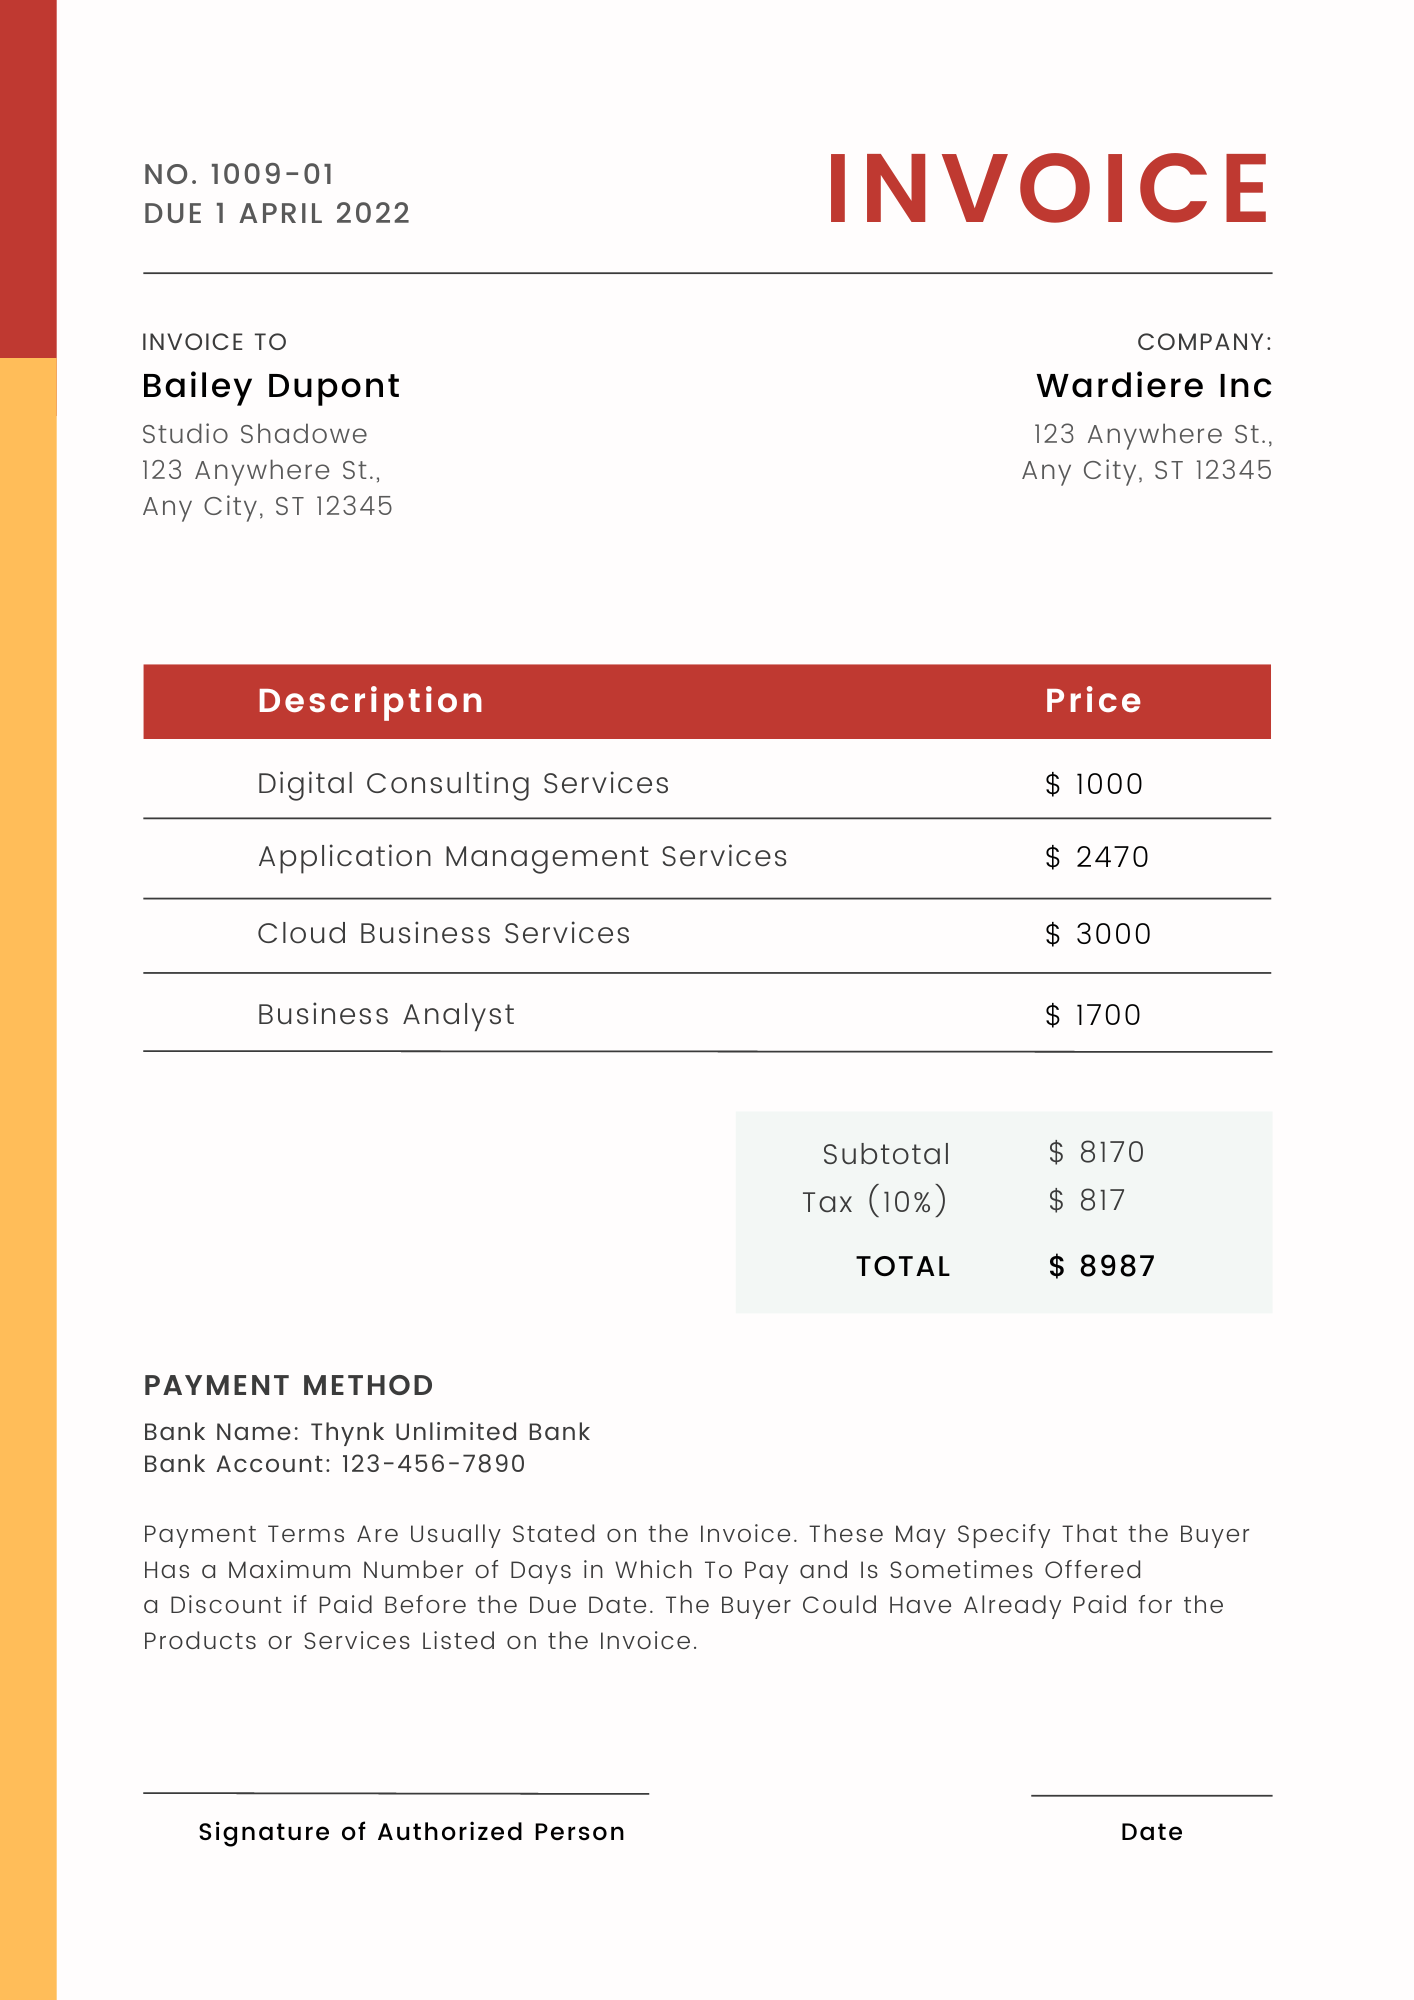 NO. 1009-01
DUE 1 APRIL 2022
INVOICE
INVOICE TO
Bailey Dupont
Studio Shadowe
123 Anywhere St.,
Any City, ST 12345
COMPANY:
Wardiere Inc
123 Anywhere St.,
Any City, ST 12345
Description Price
Digital Consulting Services $ 1000
Application Management Services $ 2470
Cloud Business Services $ 3000
Business Analyst $ 1700
Subtotal $ 8170
Tax (10%) $ 817
TOTAL $ 8987
PAYMENT METHOD
Bank Name: Thynk Unlimited Bank
Bank Account: 123-456-7890
Payment Terms Are Usually Stated on the Invoice. These May Specify That the Buyer
Has a Maximum Number of Days in Which To Pay and Is Sometimes Offered
a Discount if Paid Before the Due Date. The Buyer Could Have Already Paid for the
Products or Services Listed on the Invoice.
Signature of Authorized Person Date